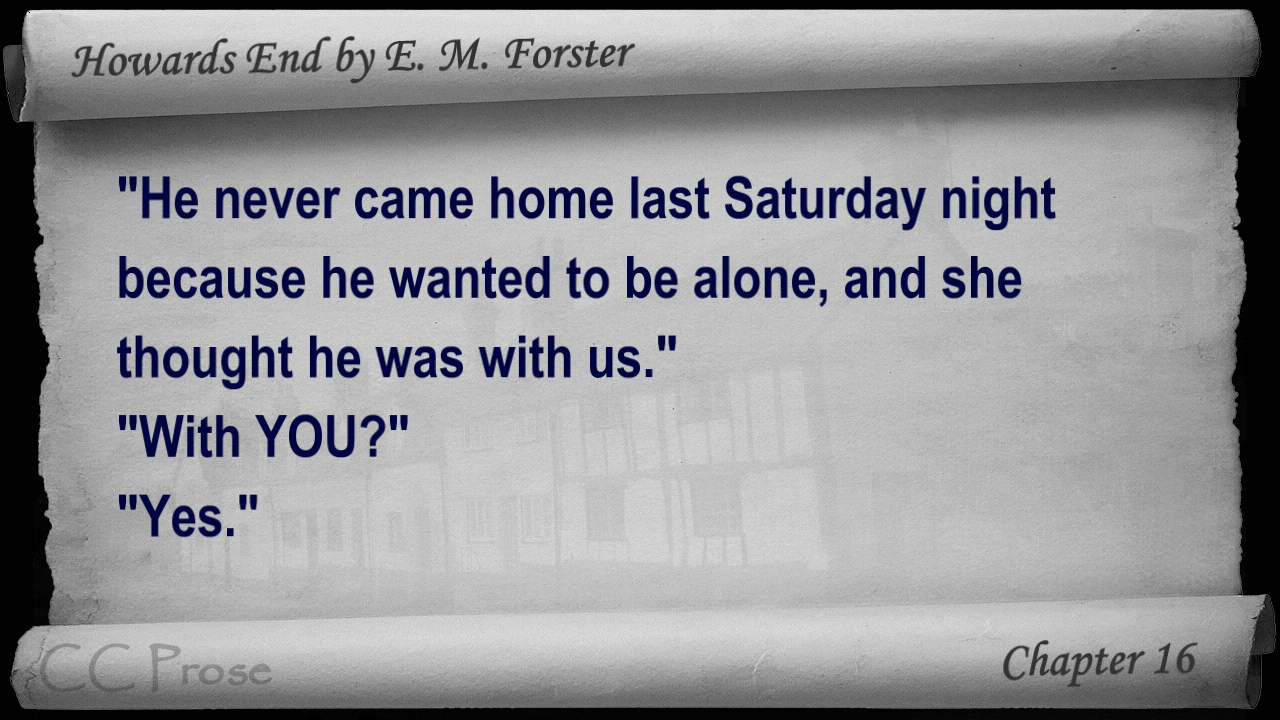 Howards End by E. M. Forster
"He never came home last Saturday night
because he wanted to be alone, and she
thought he was with us."
"With YOU?"
"Yes."
CC Prose
Chapter 16